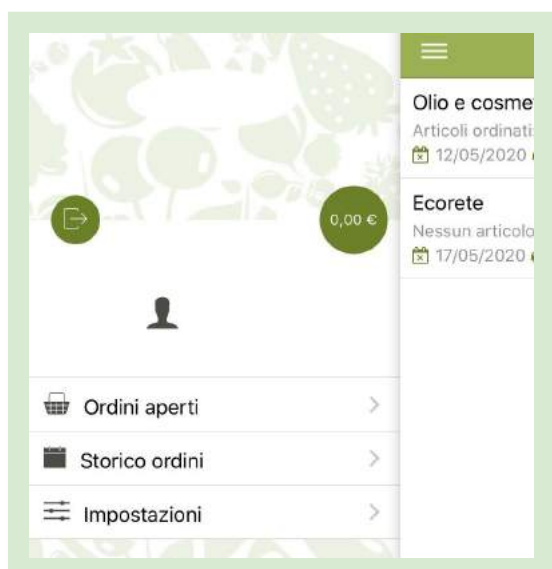 0,00 €
Ordini aperti
Storico ordini
Impostazioni
Olio e cosme
Articoli ordinati:
12/05/2020
Ecorete
Nessun articolo
17/05/2020